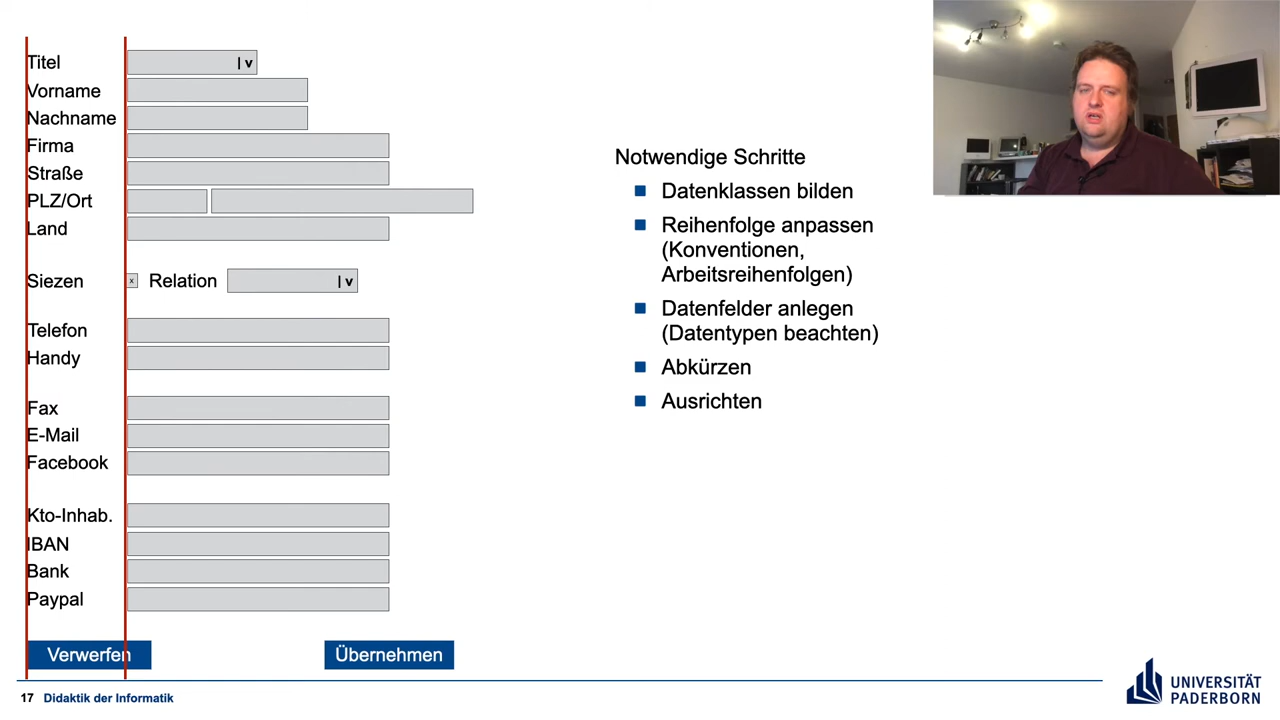 Titel | v
Vorname
Nachname
Firma
Straße
PLZ/Ort
Land
Siezen x Relation | v
Telefon
Handy
Fax
E-Mail
Facebook
Kto-Inhab.
IBAN
Bank
Paypal
Verwerfen Übernehmen
Notwendige Schritte
Datenklassen bilden
Reihenfolge anpassen
(Konventionen,
Arbeitsreihenfolgen)
Datenfelder anlegen
(Datentypen beachten)
Abkürzen
Ausrichten
17 Didaktik der Informatik
UNIVERSITÄT
PADERBORN